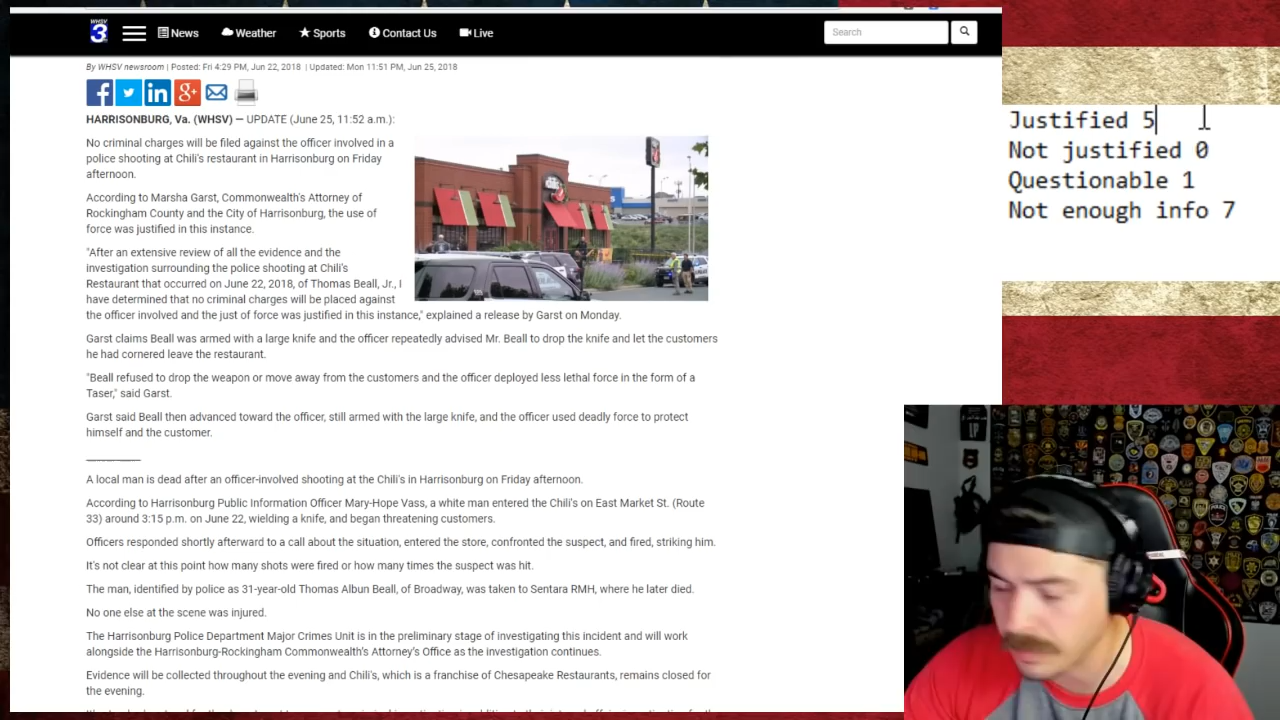 WHSV
3
News
Weather
Sports
Contact Us
Live
Search
By WHSV newsroom | Posted: Fri 4:29 PM, Jun 22, 2018 | Updated: Mon 11:51 PM, Jun 25, 2018
HARRISONBURG, Va. (WHSV) — UPDATE (June 25, 11:52 a.m.):
No criminal charges will be filed against the officer involved in a
police shooting at Chili's restaurant in Harrisonburg on Friday
afternoon.
According to Marsha Garst, Commonwealth's Attorney of
Rockingham County and the City of Harrisonburg, the use of
force was justified in this instance.
"After an extensive review of all the evidence and the
investigation surrounding the police shooting at Chili's
Restaurant that occurred on June 22, 2018, of Thomas Beall, Jr., I
have determined that no criminal charges will be placed against
the officer involved and the just of force was justified in this instance," explained a release by Garst on Monday.
Garst claims Beall was armed with a large knife and the officer repeatedly advised Mr. Beall to drop the knife and let the customers
he had cornered leave the restaurant.
"Beall refused to drop the weapon or move away from the customers and the officer deployed less lethal force in the form of a
Taser," said Garst.
Garst said Beall then advanced toward the officer, still armed with the large knife, and the officer used deadly force to protect
himself and the customer.
A local man is dead after an officer-involved shooting at the Chili's in Harrisonburg on Friday afternoon.
According to Harrisonburg Public Information Officer Mary-Hope Vass, a white man entered the Chili's on East Market St. (Route
33) around 3:15 p.m. on June 22, wielding a knife, and began threatening customers.
Officers responded shortly afterward to a call about the situation, entered the store, confronted the suspect, and fired, striking him.
It's not clear at this point how many shots were fired or how many times the suspect was hit.
The man, identified by police as 31-year-old Thomas Albun Beall, of Broadway, was taken to Sentara RMH, where he later died.
No one else at the scene was injured.
The Harrisonburg Police Department Major Crimes Unit is in the preliminary stage of investigating this incident and will work
alongside the Harrisonburg-Rockingham Commonwealth's Attorney's Office as the investigation continues.
Evidence will be collected throughout the evening and Chili's, which is a franchise of Chesapeake Restaurants, remains closed for
the evening.
Justified 5
Not justified 0
Questionable 1
Not enough info 7